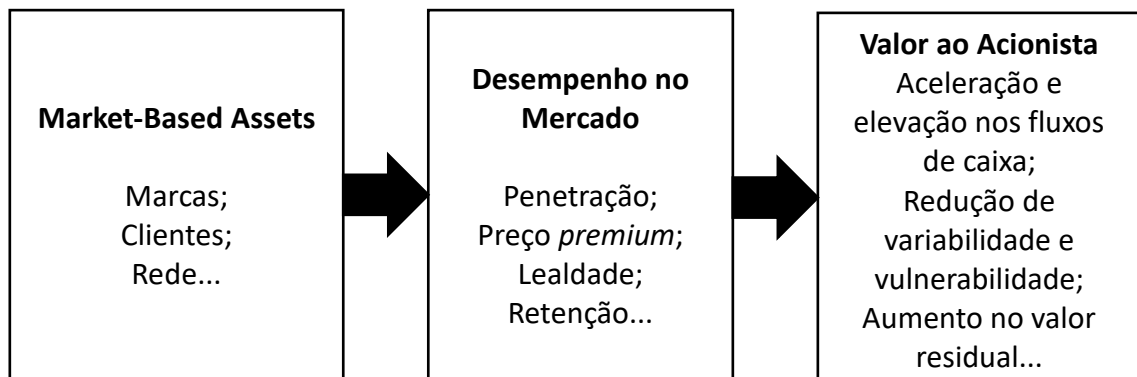 Market-Based Assets
Marcas;
Clientes;
Rede...
Desempenho no
Mercado
Penetração;
Preço premium;
Lealdade;
Retenção...
Valor ao Acionista
Aceleração e
elevação nos fluxos
de caixa;
Redução de
variabilidade e
vulnerabilidade;
Aumento no valor
residual...